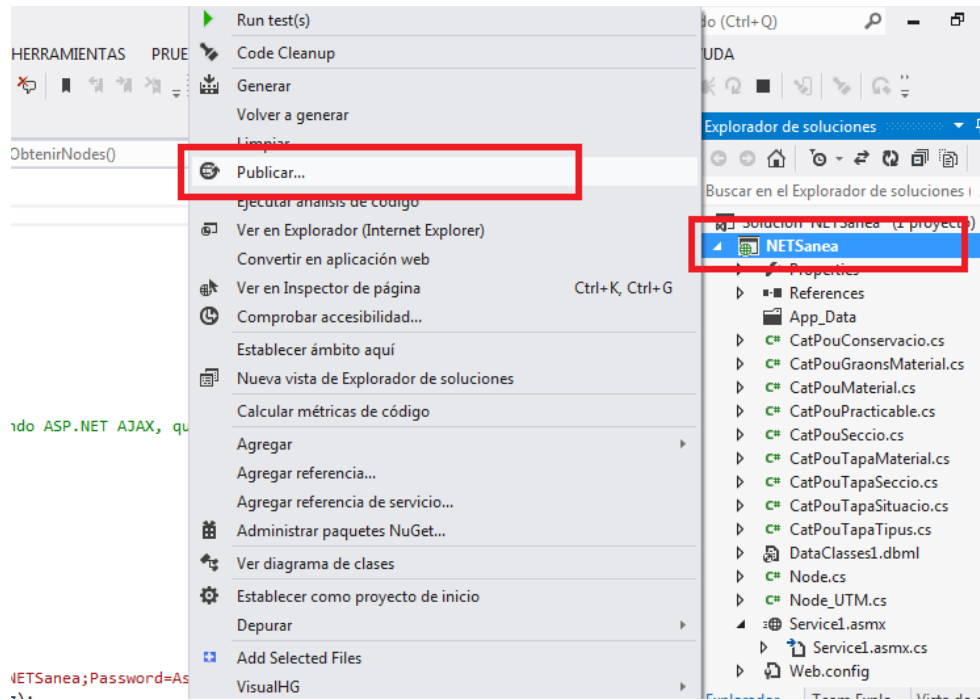 HERRAMIENTAS PRUE
ObtenirNodes()
ndo ASP.NET AJAX, qu
NETSanea;Password=As
Run test(s)
Code Cleanup
Generar
Volver a generar
Limpiar
Publicar...
Ejecutar análisis de código
Ver en Explorador (Internet Explorer)
Convertir en aplicación web
Ver en Inspector de página Ctrl+K, Ctrl+G
Comprobar accesibilidad...
Establecer ámbito aquí
Nueva vista de Explorador de soluciones
Calcular métricas de código
Agregar
Agregar referencia...
Agregar referencia de servicio...
Administrar paquetes NuGet...
Ver diagrama de clases
Establecer como proyecto de inicio
Depurar
Add Selected Files
VisualHG
do (Ctrl+Q)
UDA
Explorador de soluciones
Buscar en el Explorador de soluciones (
Solución "NETSanea" (1 proyecto)
NETSanea
Properties
References
App_Data
CatPouConservacio.cs
CatPouGraonsMaterial.cs
CatPouMaterial.cs
CatPouPracticable.cs
CatPouSeccio.cs
CatPouTapaMaterial.cs
CatPouTapaSeccio.cs
CatPouTapaSituacio.cs
CatPouTapaTipus.cs
DataClasses1.dbml
Node.cs
Node_UTM.cs
Service1.asmx
Service1.asmx.cs
Web.config